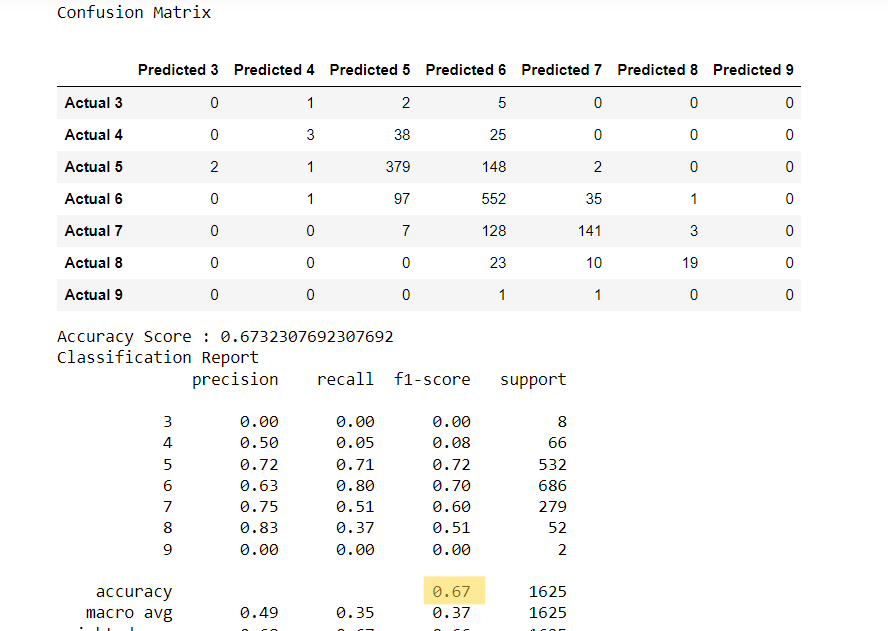 Confusion Matrix
Predicted 3 Predicted 4 Predicted 5 Predicted 6 Predicted 7 Predicted 8 Predicted 9
Actual 3 0 1 2 5 0 0 0
Actual 4 0 3 38 25 0 0 0
Actual 5 2 1 379 148 2 0 0
Actual 6 0 1 97 552 35 1 0
Actual 7 0 0 7 128 141 3 0
Actual 8 0 0 0 23 10 19 0
Actual 9 0 0 0 1 1 0 0
Accuracy Score : 0.6732307692307692
Classification Report
precision recall f1-score support
3 0.00 0.00 0.00 8
4 0.50 0.05 0.08 66
5 0.72 0.71 0.72 532
6 0.63 0.80 0.70 686
7 0.75 0.51 0.60 279
8 0.83 0.37 0.51 52
9 0.00 0.00 0.00 2
accuracy 0.67 1625
macro avg 0.49 0.35 0.37 1625